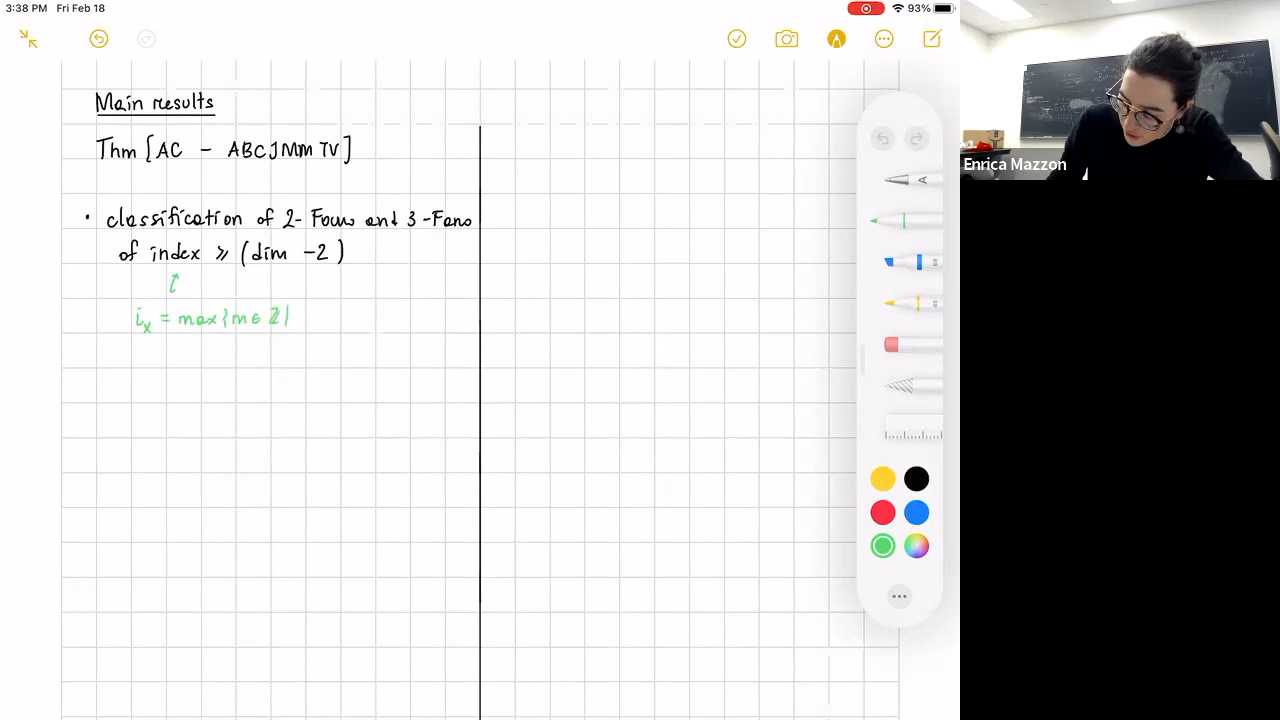 3:38 PM Fri Feb 18
93%
Main results
Thm [AC - ABCJMMTV]
• classification of 2-Fano and 3-Fano
of index ⩾ (dim -2)
↑
i_x = max{m ∈ ℤ |
Enrica Mazzon